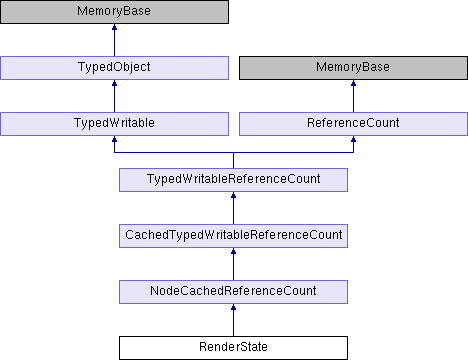 MemoryBase
TypedObject
MemoryBase
TypedWritable
ReferenceCount
TypedWritableReferenceCount
CachedTypedWritableReferenceCount
NodeCachedReferenceCount
RenderState